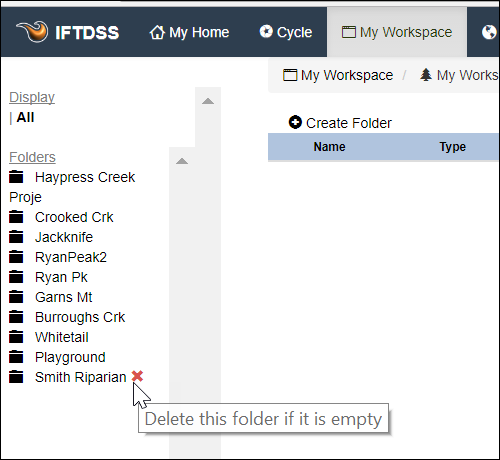 IFTDSS My Home Cycle My Workspace
My Workspace / My Works
Display
| All
Create Folder
Name Type
Folders
Haypress Creek
Proje
Crooked Crk
Jackknife
RyanPeak2
Ryan Pk
Garns Mt
Burroughs Crk
Whitetail
Playground
Smith Riparian
Delete this folder if it is empty